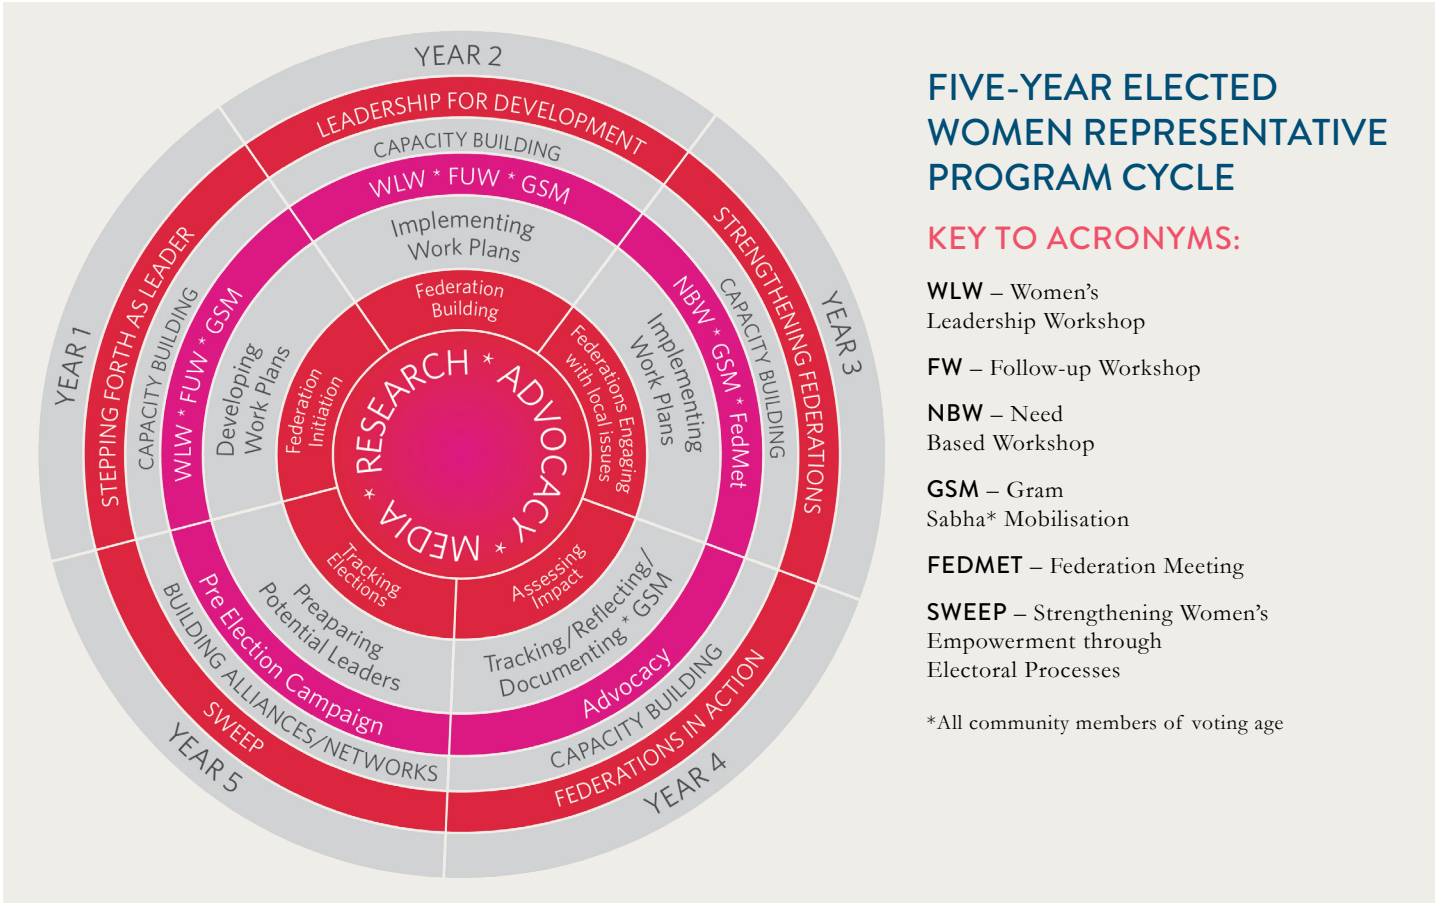 YEAR 1
STEPPING FORTH AS LEADER
CAPACITY BUILDING
WLW * FUW * GSM
Developing
Work Plans
Federation
Initiation
YEAR 2
LEADERSHIP FOR DEVELOPMENT
CAPACITY BUILDING
WLW * FUW * GSM
Implementing
Work Plans
Federation
Building
YEAR 3
STRENGTHENING FEDERATIONS
CAPACITY BUILDING
NBW * GSM * FedMet
Implementing
Work Plans
Federations Engaging
with local issues
YEAR 4
FEDERATIONS IN ACTION
CAPACITY BUILDING
Advocacy
Tracking/Reflecting/
Documenting * GSM
Assessing
Impact
YEAR 5
SWEEP
BUILDING ALLIANCES/NETWORKS
Pre Election Campaign
Preaparing
Potential Leaders
Tracking
Elections
RESEARCH * ADVOCACY * MEDIA *
FIVE-YEAR ELECTED
WOMEN REPRESENTATIVE
PROGRAM CYCLE
KEY TO ACRONYMS:
WLW – Women’s
Leadership Workshop
FW – Follow-up Workshop
NBW – Need
Based Workshop
GSM – Gram
Sabha* Mobilisation
FEDMET – Federation Meeting
SWEEP – Strengthening Women’s
Empowerment through
Electoral Processes
*All community members of voting age